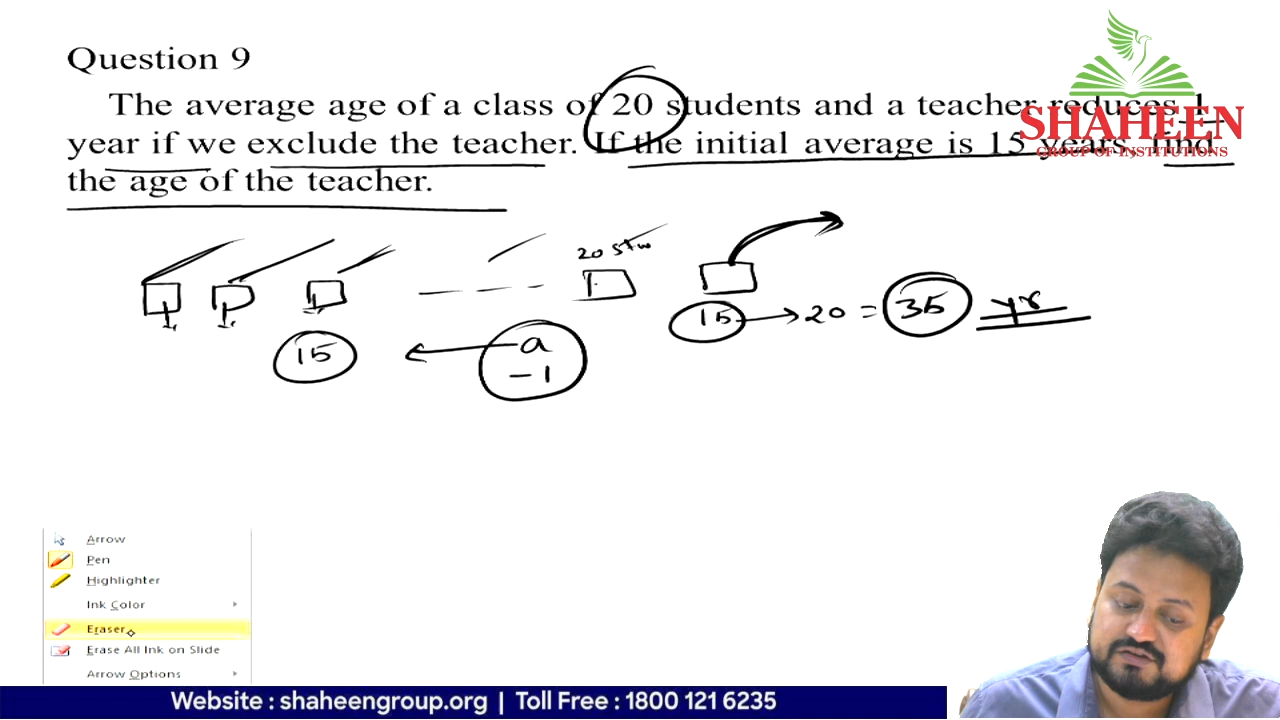 Question 9
The average age of a class of 20 students and a teacher reduces 1
year if we exclude the teacher. If the initial average is 15 years, find
the age of the teacher.
SHAHEEN
GROUP OF INSTITUTIONS
20 Stu
15 → 20 = 35 yr
15 ← a
-1
Arrow
Pen
Highlighter
Ink Color
Eraser
Erase All Ink on Slide
Arrow Options
Website : shaheengroup.org | Toll Free : 1800 121 6235